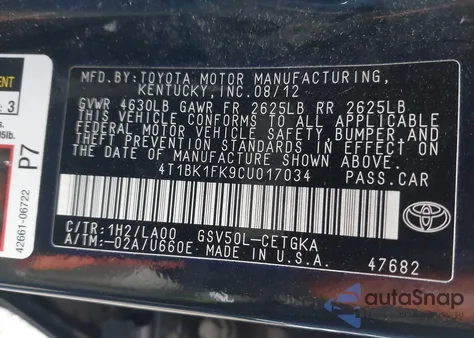 MFD. BY: TOYOTA MOTOR MANUFACTURING,
KENTUCKY, INC. 08/12
GVWR 4630LB GAWR FR 2625LB RR 2625LB
THIS VEHICLE CONFORMS TO ALL APPLICABLE
FEDERAL MOTOR VEHICLE SAFETY, BUMPER, AND
THEFT PREVENTION STANDARDS IN EFFECT ON THE
DATE OF MANUFACTURE SHOWN ABOVE.
4T1BK1FK9CU017034 PASS.CAR
C/TR: 1H2/LA00 GSV50L-CETGKA
A/TM: -02A/U660E MADE IN U.S.A.
47682
3
P7
42661-06722
autoSnap